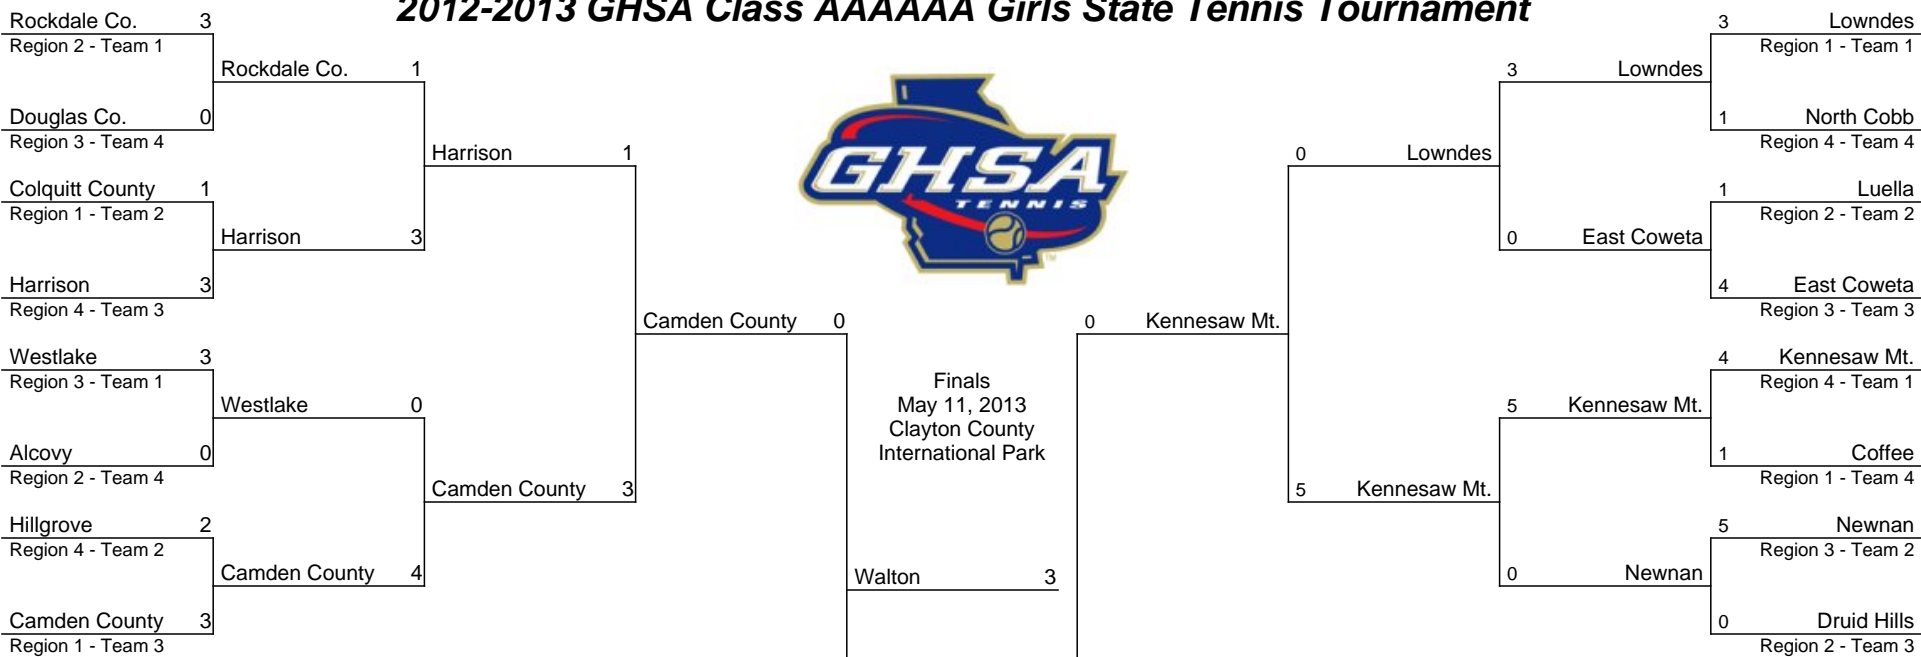 2012-2013 GHSA Class AAAAAA Girls State Tennis Tournament
Rockdale Co. 3
Region 2 - Team 1
Rockdale Co. 1
Douglas Co. 0
Region 3 - Team 4
Harrison 1
Colquitt County 1
Region 1 - Team 2
Harrison 3
Harrison 3
Region 4 - Team 3
Camden County 0
Westlake 3
Region 3 - Team 1
Westlake 0
Alcovy 0
Region 2 - Team 4
Camden County 3
Hillgrove 2
Region 4 - Team 2
Camden County 4
Camden County 3
Region 1 - Team 3
GHSA
TENNIS
TM
Finals
May 11, 2013
Clayton County
International Park
Walton 3
3 Lowndes
Region 1 - Team 1
3 Lowndes
1 North Cobb
Region 4 - Team 4
0 Lowndes
1 Luella
Region 2 - Team 2
0 East Coweta
4 East Coweta
Region 3 - Team 3
0 Kennesaw Mt.
4 Kennesaw Mt.
Region 4 - Team 1
5 Kennesaw Mt.
1 Coffee
Region 1 - Team 4
5 Kennesaw Mt.
5 Newnan
Region 3 - Team 2
0 Newnan
0 Druid Hills
Region 2 - Team 3